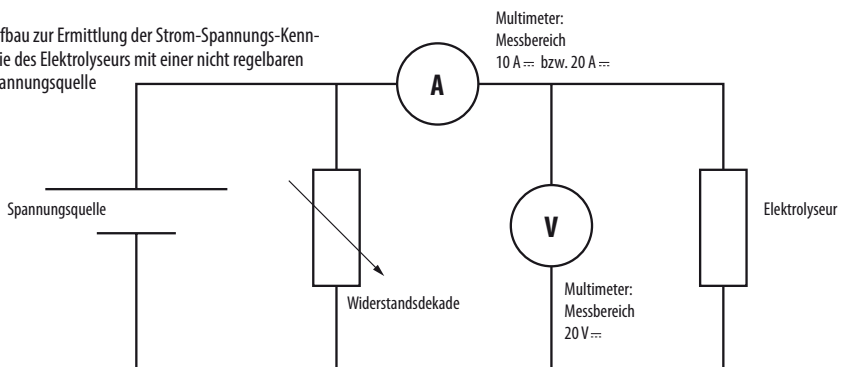 fbau zur Ermittlung der Strom-Spannungs-Kenn-
ie des Elektrolyseurs mit einer nicht regelbaren
annungsquelle
Multimeter:
Messbereich
10 A⎓ bzw. 20 A⎓
A
Spannungsquelle
V
Elektrolyseur
Widerstandsdekade
Multimeter:
Messbereich
20 V⎓